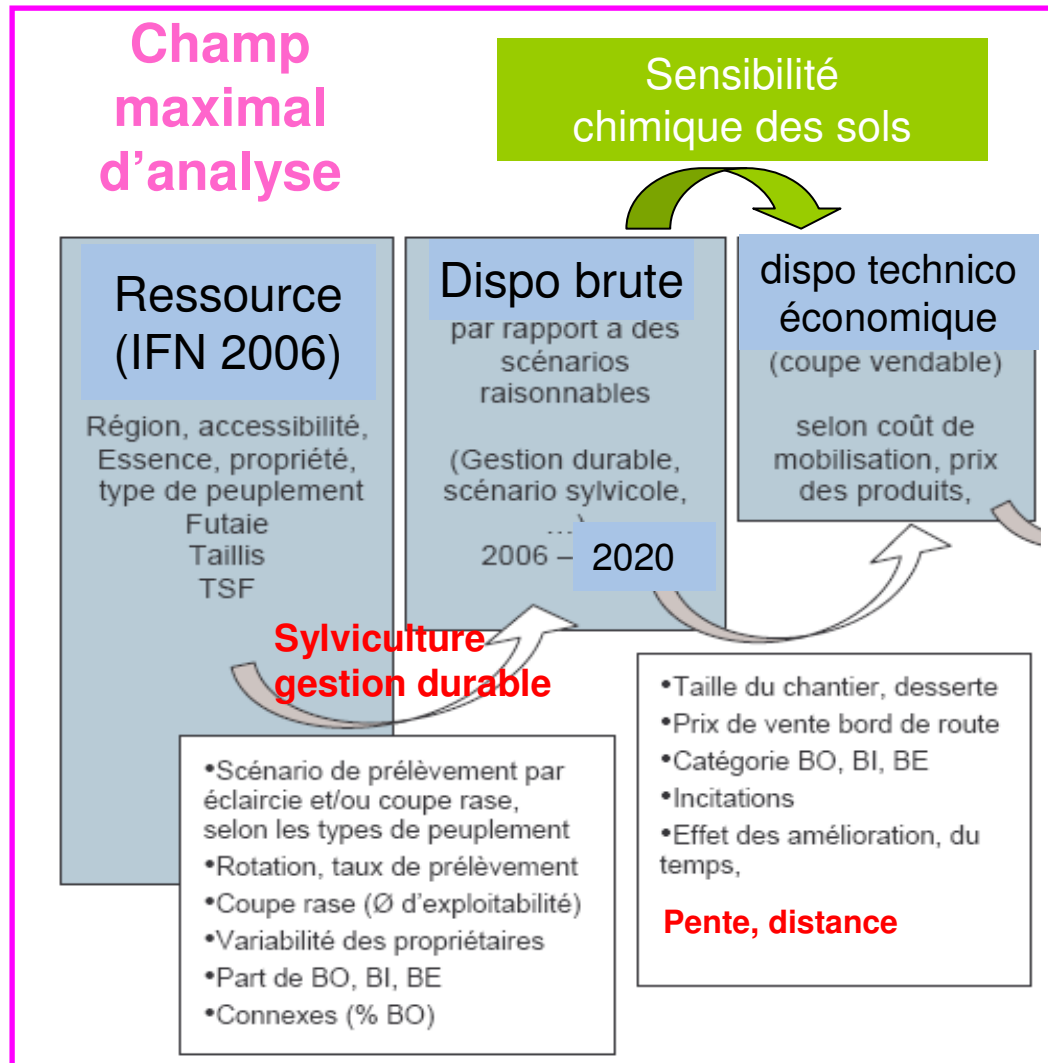 Champ
maximal
d'analyse
Sensibilité
chimique des sols
Ressource
(IFN 2006)
Région, accessibilité,
Essence, propriété,
type de peuplement
Futaie
Taillis
TSF
Dispo brute
par rapport a des
scénarios
raisonnables
(Gestion durable,
scénario sylvicole,
...)
2006 – 2020
dispo technico
économique
(coupe vendable)
selon coût de
mobilisation, prix
des produits,
Sylviculture
gestion durable
•Scénario de prélèvement par
éclaircie et/ou coupe rase,
selon les types de peuplement
•Rotation, taux de prélèvement
•Coupe rase (Ø d'exploitabilité)
•Variabilité des propriétaires
•Part de BO, BI, BE
•Connexes (% BO)
•Taille du chantier, desserte
•Prix de vente bord de route
•Catégorie BO, BI, BE
•Incitations
•Effet des amélioration, du
temps,
Pente, distance